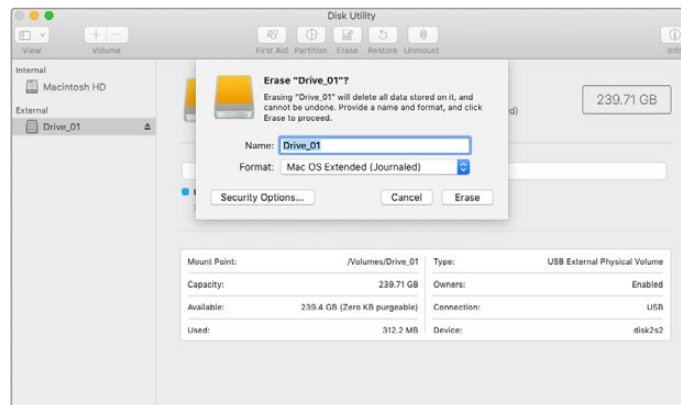 Disk Utility
View
Volume
First Aid
Partition
Erase
Restore
Unmount
Info
Internal
Macintosh HD
External
Drive_01
Erase "Drive_01"?
Erasing "Drive_01" will delete all data stored on it, and
cannot be undone. Provide a name and format, and click
Erase to proceed.
Name: Drive_01
Format: Mac OS Extended (Journaled)
Security Options...
Cancel
Erase
239.71 GB
Mount Point: /Volumes/Drive_01
Type: USB External Physical Volume
Capacity: 239.71 GB
Owners: Enabled
Available: 239.4 GB (Zero KB purgeable)
Connection: USB
Used: 312.2 MB
Device: disk2s2